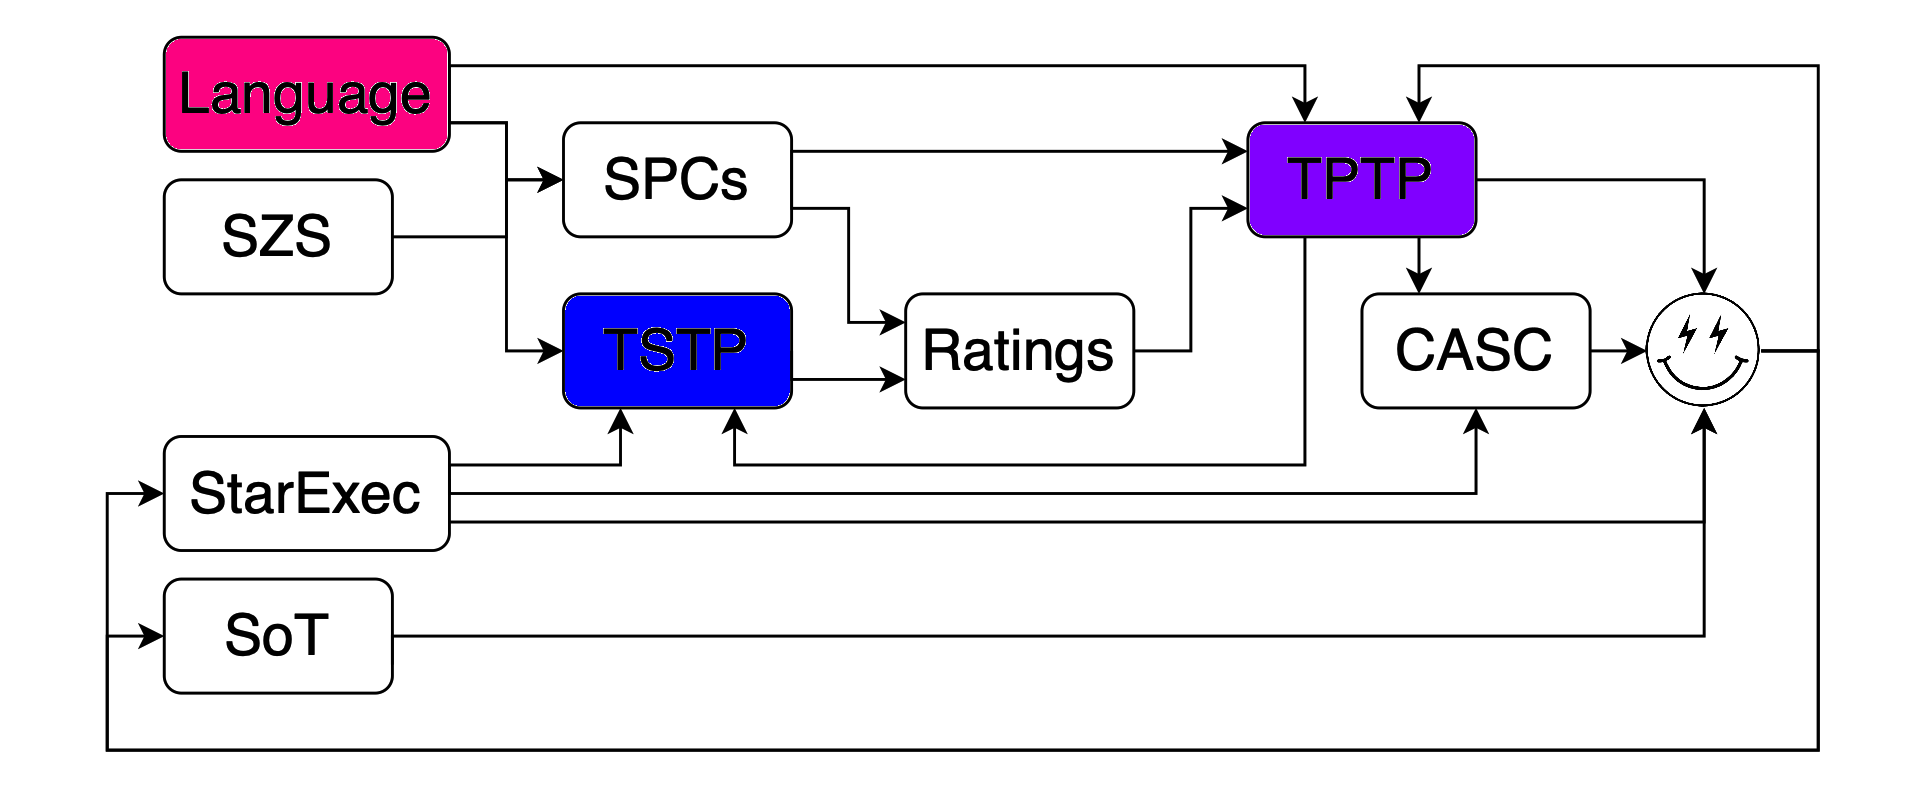 Language
SPCs
TPTP
SZS
TSTP
Ratings
CASC
StarExec
SoT